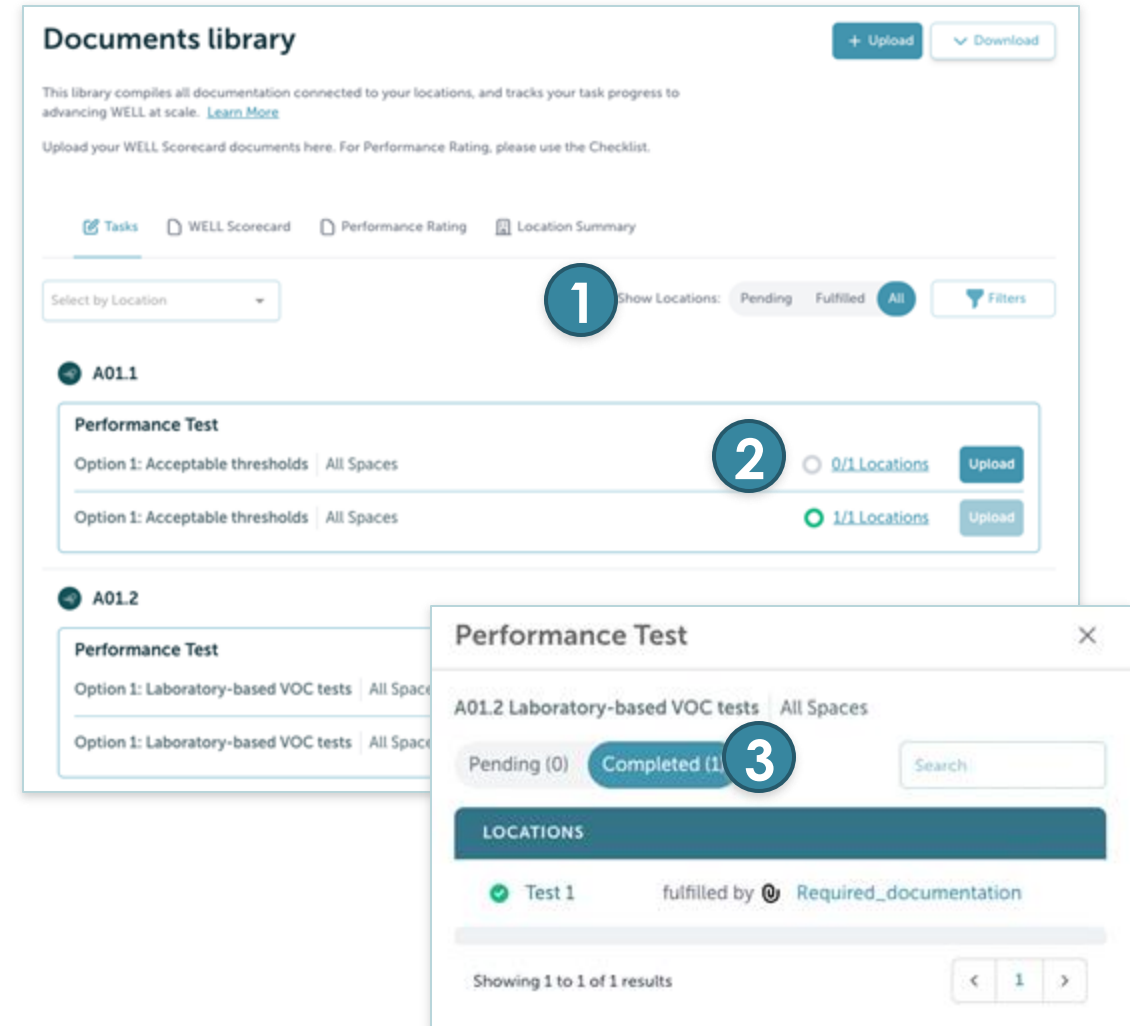 Documents library
+ Upload
Download
This library compiles all documentation connected to your locations, and tracks your task progress to
advancing WELL at scale. Learn More
Upload your WELL Scorecard documents here. For Performance Rating, please use the Checklist.
Tasks
WELL Scorecard
Performance Rating
Location Summary
Select by Location
1
Show Locations:
Pending
Fulfilled
All
Filters
A01.1
Performance Test
Option 1: Acceptable thresholds All Spaces
2
0/1 Locations
Upload
Option 1: Acceptable thresholds All Spaces
1/1 Locations
Upload
A01.2
Performance Test
Option 1: Laboratory-based VOC tests All Space
Option 1: Laboratory-based VOC tests All Space
Performance Test
A01.2 Laboratory-based VOC tests All Spaces
Pending (0)
Completed (1)
3
Search
LOCATIONS
Test 1 fulfilled by Required_documentation
Showing 1 to 1 of 1 results
< 1 >